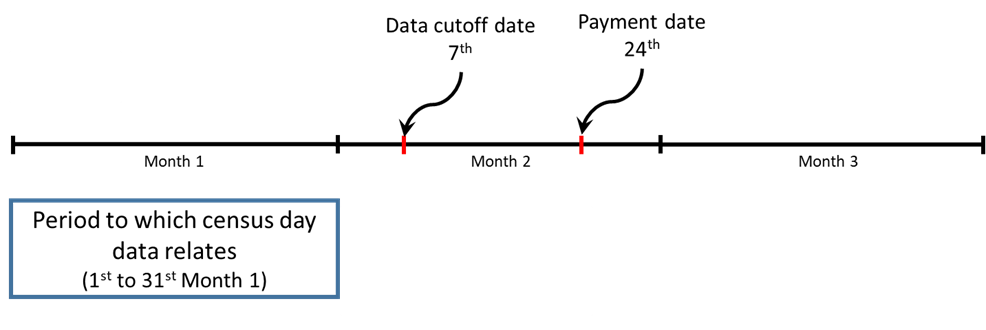 Data cutoff date
7th
Payment date
24th
Month 1
Month 2
Month 3
Period to which census day
data relates
(1st to 31st Month 1)